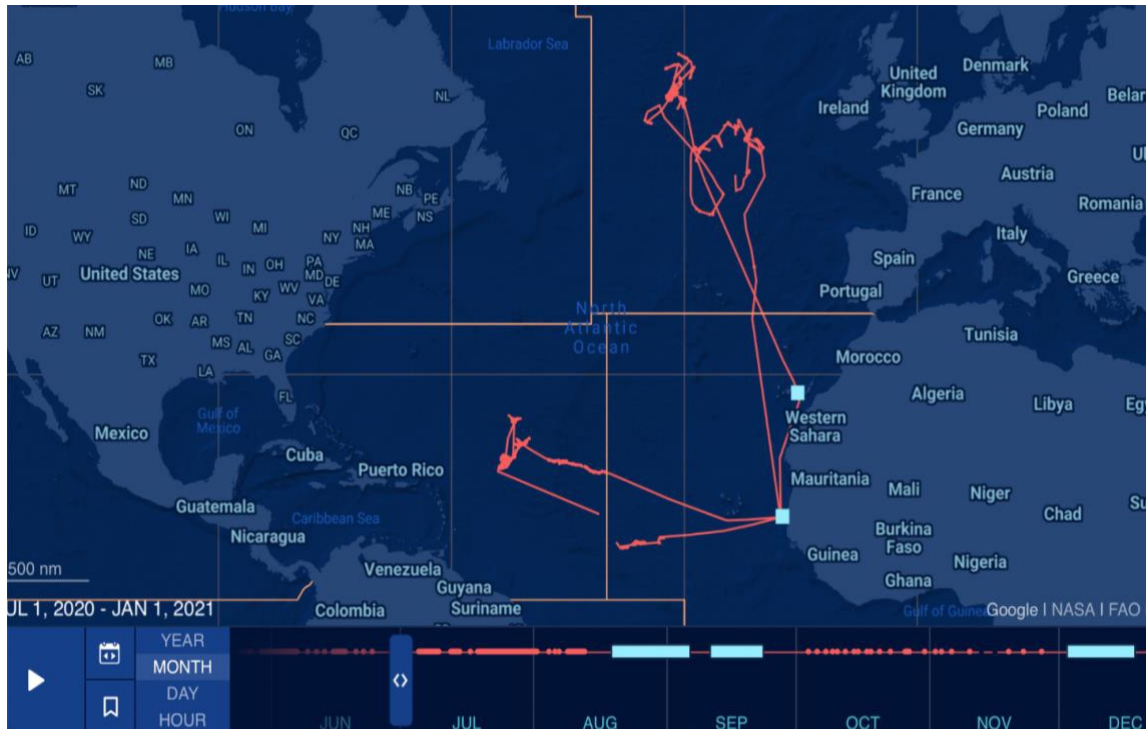 Hudson Bay
AB
MB
SK
Labrador Sea
NL
ON
QC
United
Kingdom
Ireland
Denmark
Belar
Poland
Germany
Austria
France
Romania
Italy
Spain
Portugal
Greece
MT
ND
MN
SD
WI
NB
PE
ME
NS
ID
WY
MI
NH
NY
MA
NE
IA
IL
IN
OH
PA
MD
DE
NV
UT
United States
MO
KY
WV
VA
AZ
NM
OK
AR
TN
NC
SC
MS
AL
GA
TX
LA
FL
North
Atlantic
Ocean
Tunisia
Morocco
Algeria
Libya
Western
Sahara
Gulf of
Mexico
Mexico
Cuba
Puerto Rico
Guatemala
Caribbean Sea
Nicaragua
Mauritania
Mali
Niger
Chad
Guinea
Burkina
Faso
Nigeria
Ghana
Venezuela
Guyana
Suriname
Colombia
500 nm
UL 1, 2020 - JAN 1, 2021
Gulf of Guinea
Google I NASA I FAO
YEAR
MONTH
DAY
HOUR
JUN
JUL
AUG
SEP
OCT
NOV
DEC